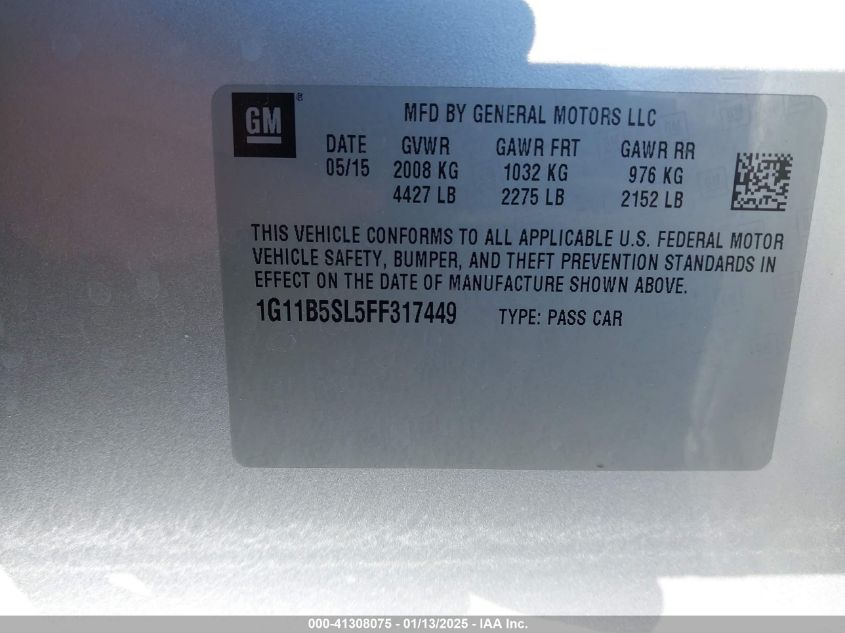 GM ®
MFD BY GENERAL MOTORS LLC
DATE GVWR GAWR FRT GAWR RR
05/15 2008 KG 1032 KG 976 KG
4427 LB 2275 LB 2152 LB
THIS VEHICLE CONFORMS TO ALL APPLICABLE U.S. FEDERAL MOTOR
VEHICLE SAFETY, BUMPER, AND THEFT PREVENTION STANDARDS IN
EFFECT ON THE DATE OF MANUFACTURE SHOWN ABOVE.
1G11B5SL5FF317449 TYPE: PASS CAR
000-41308075 - 01/13/2025 - IAA Inc.